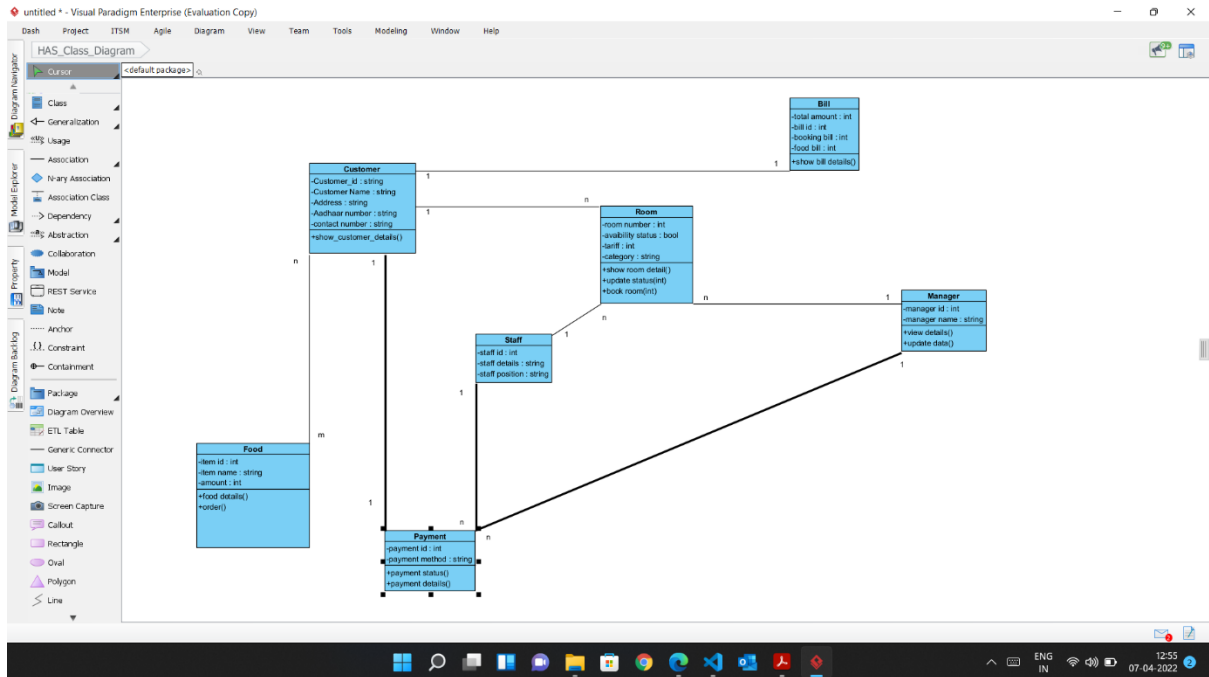 untitled * - Visual Paradigm Enterprise (Evaluation Copy)
Dash Project ITSM Agile Diagram View Team Tools Modeling Window Help
HAS_Class_Diagram
Diagram Navigator
Model Explorer
Property
Diagram Backlog
Cursor
Class
Generalization
«U» Usage
Association
N-ary Association
Association Class
Dependency
«a» Abstraction
Collaboration
Model
REST Service
Note
Anchor
{} Constraint
Containment
Package
Diagram Overview
ETL Table
Generic Connector
User Story
Image
Screen Capture
Callout
Rectangle
Oval
Polygon
Line
<default package>
Bill
-total amount : int
-bill id : int
-booking bill : int
-food bill : int
+show bill details()
1
1
Customer
-Customer_id : string
-Customer Name : string
-Address : string
-Aadhaar number : string
-contact number : string
+show_customer_details()
1
n
Room
-room number : int
-avaibility status : bool
-tariff : int
-category : string
+show room detail()
+update status(int)
+book room(int)
n
1
n
1
Manager
-manager id : int
-manager name : string
+view details()
+update data()
1
n
1
Staff
-staff id : int
-staff details : string
-staff position : string
1
m
Food
-item id : int
-item name : string
-amount : int
+food details()
+order()
1
n
n
Payment
-payment id : int
-payment method : string
+payment status()
+payment details()
ENG
IN
12:55
07-04-2022
2